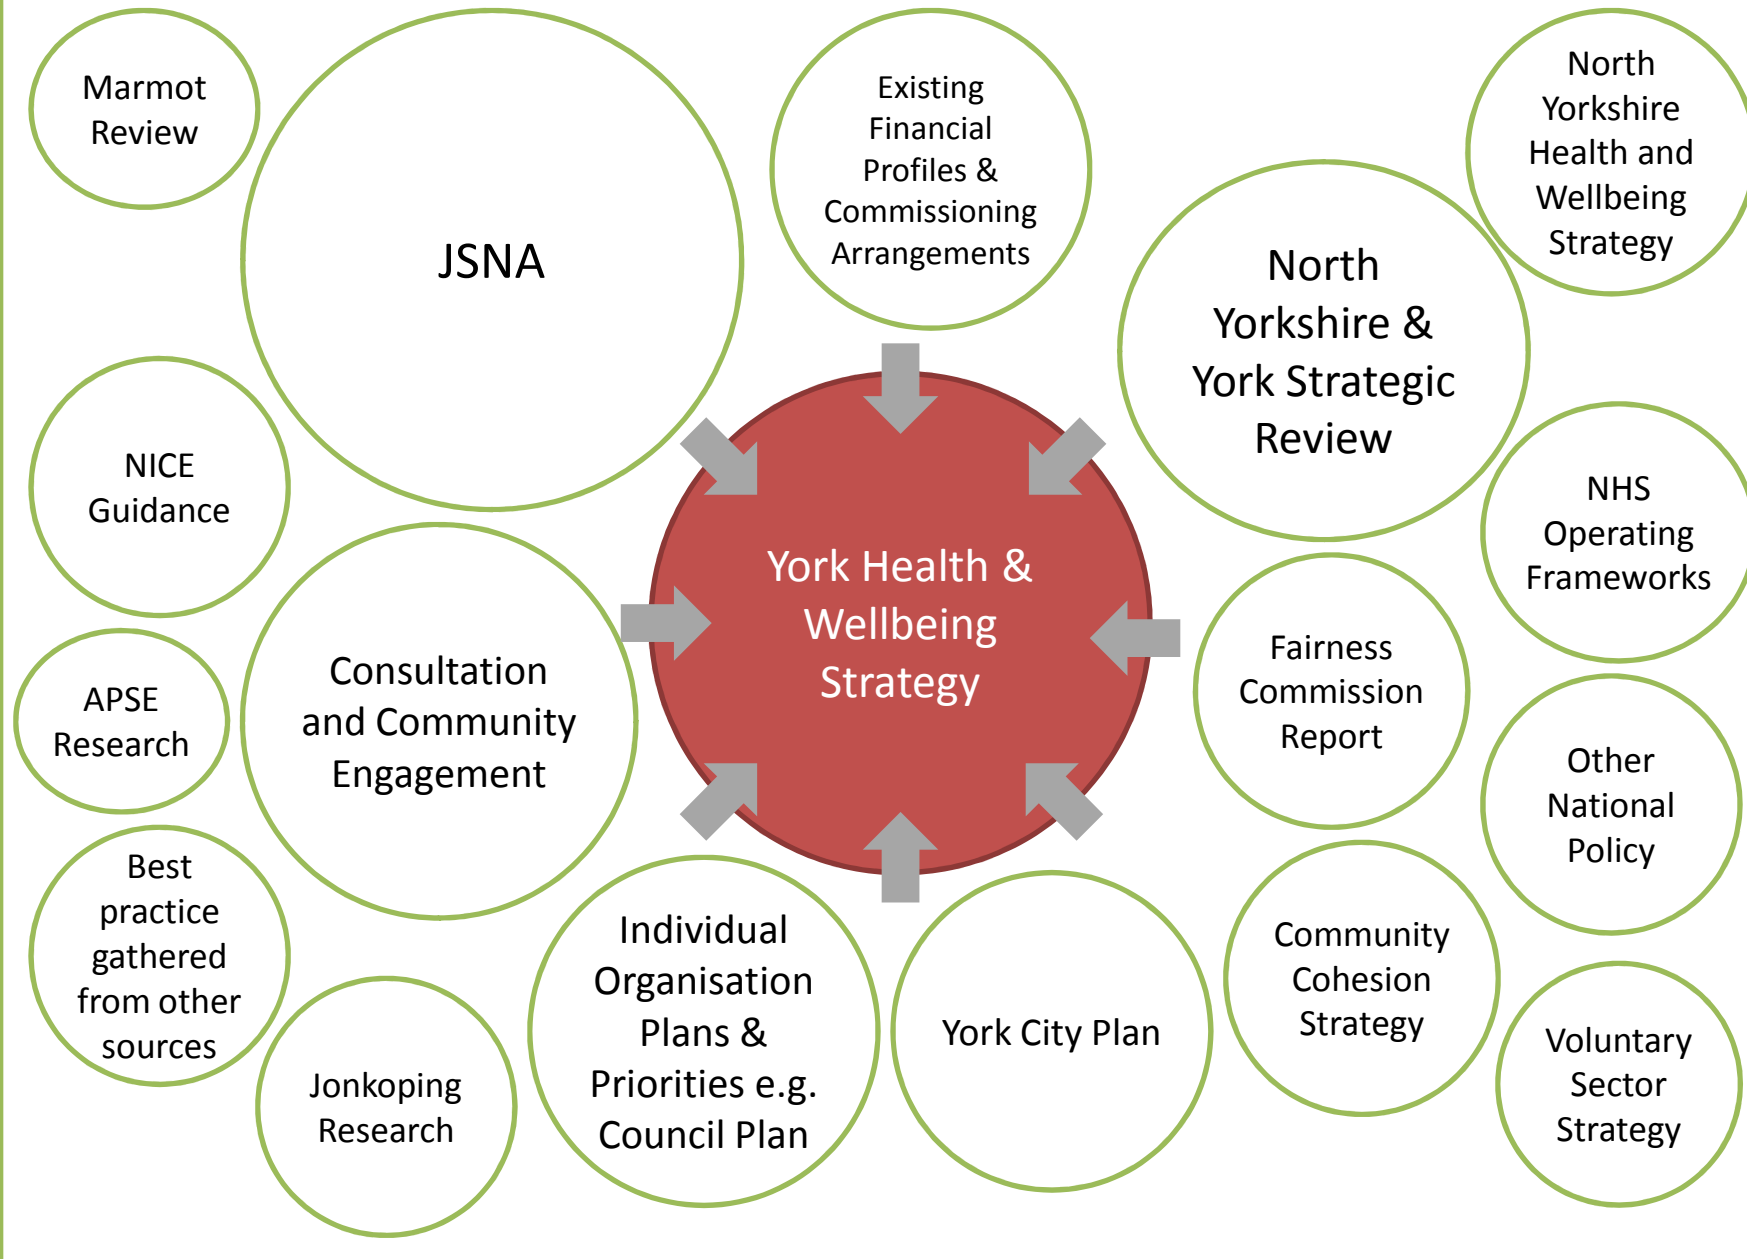 Marmot
Review
JSNA
Existing
Financial
Profiles &
Commissioning
Arrangements
North
Yorkshire
Health and
Wellbeing
Strategy
North
Yorkshire &
York Strategic
Review
NICE
Guidance
NHS
Operating
Frameworks
York Health &
Wellbeing
Strategy
Fairness
Commission
Report
Consultation
and Community
Engagement
APSE
Research
Other
National
Policy
Best
practice
gathered
from other
sources
Individual
Organisation
Plans &
Priorities e.g.
Council Plan
York City Plan
Community
Cohesion
Strategy
Jonkoping
Research
Voluntary
Sector
Strategy